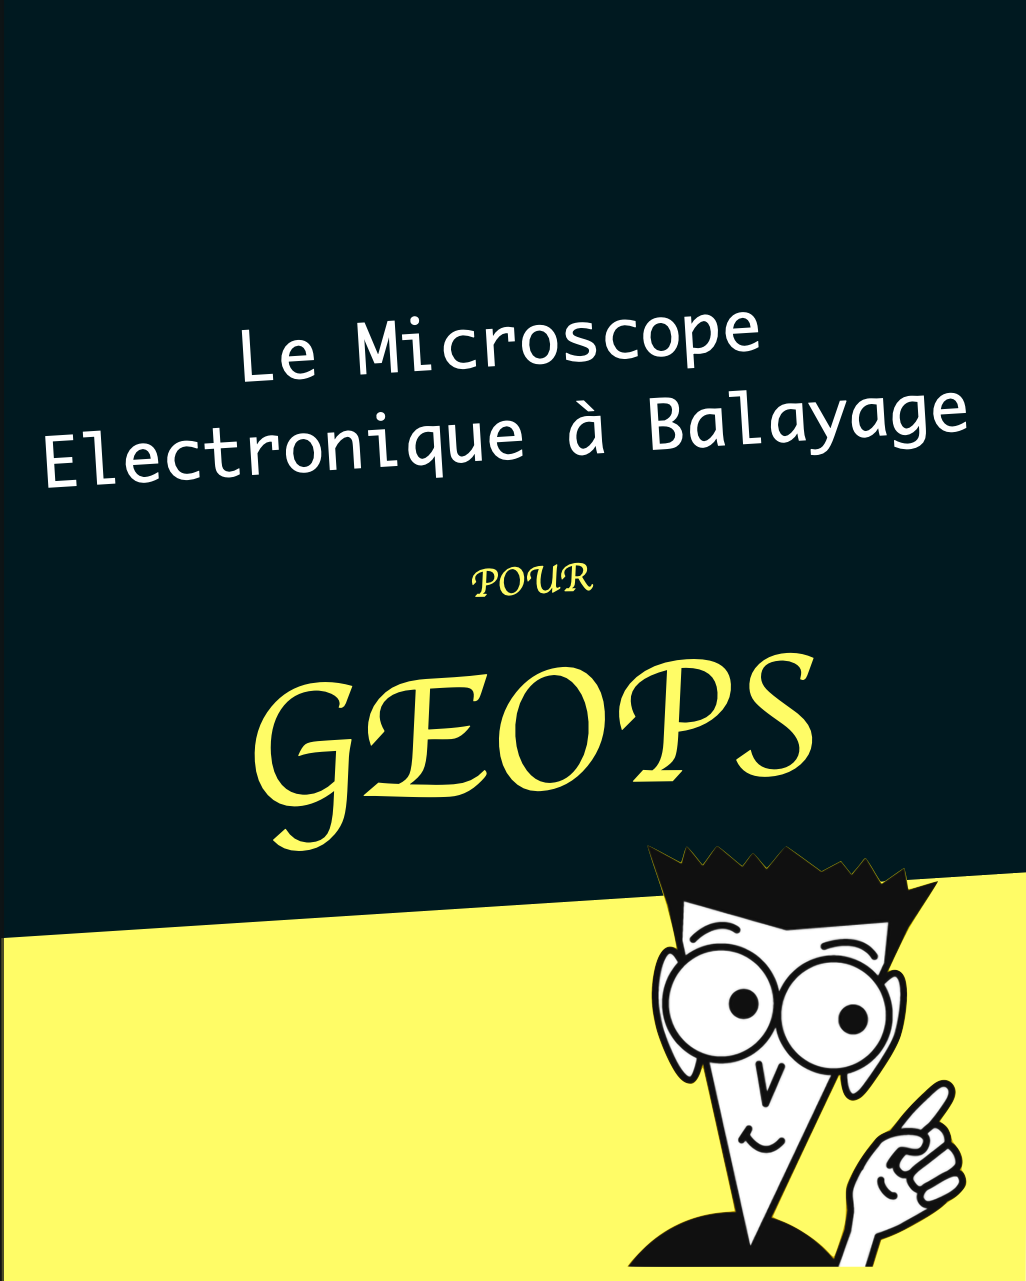 Le Microscope
Electronique à Balayage
POUR
GEOPS